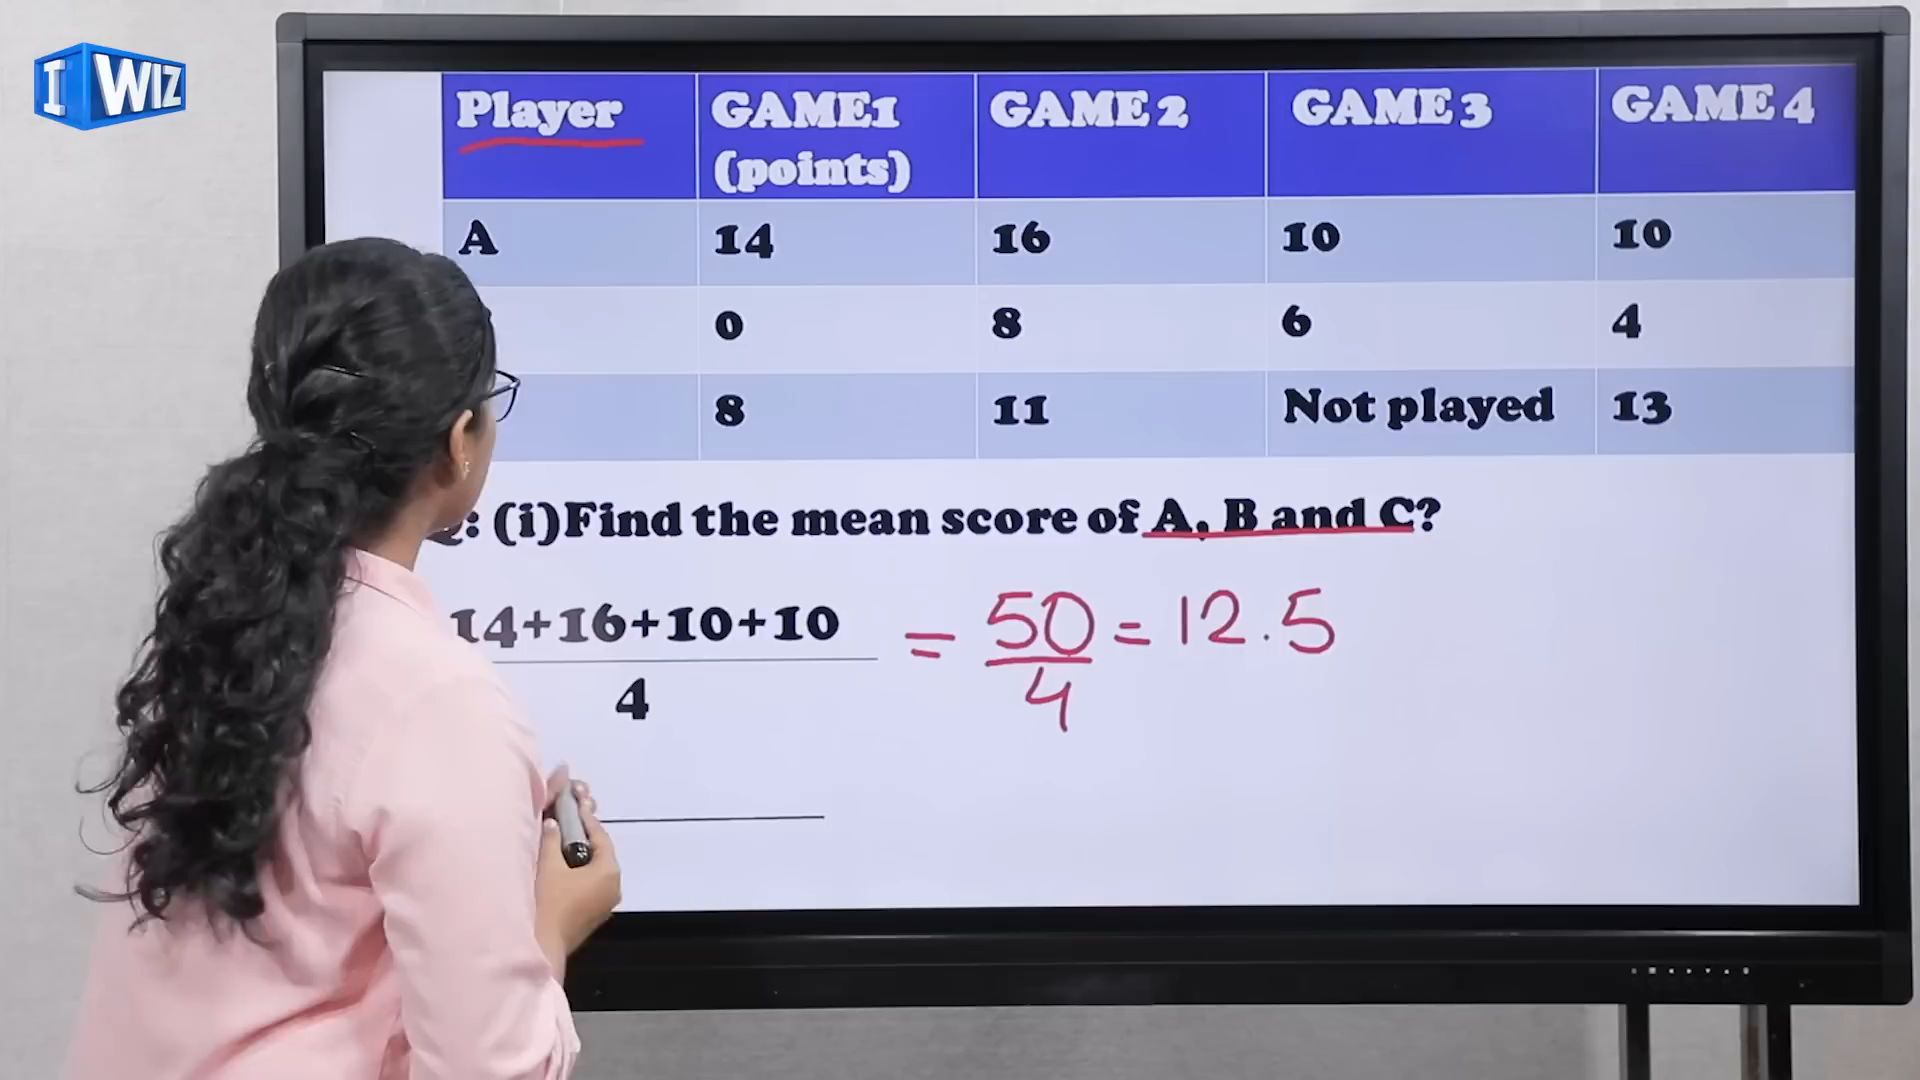 I WIZ
Player GAME1 GAME 2 GAME 3 GAME 4
(points)
A 14 16 10 10
0 8 6 4
8 11 Not played 13
: (i)Find the mean score of A, B and C?
14+16+10+10 = 50 = 12.5
4 4